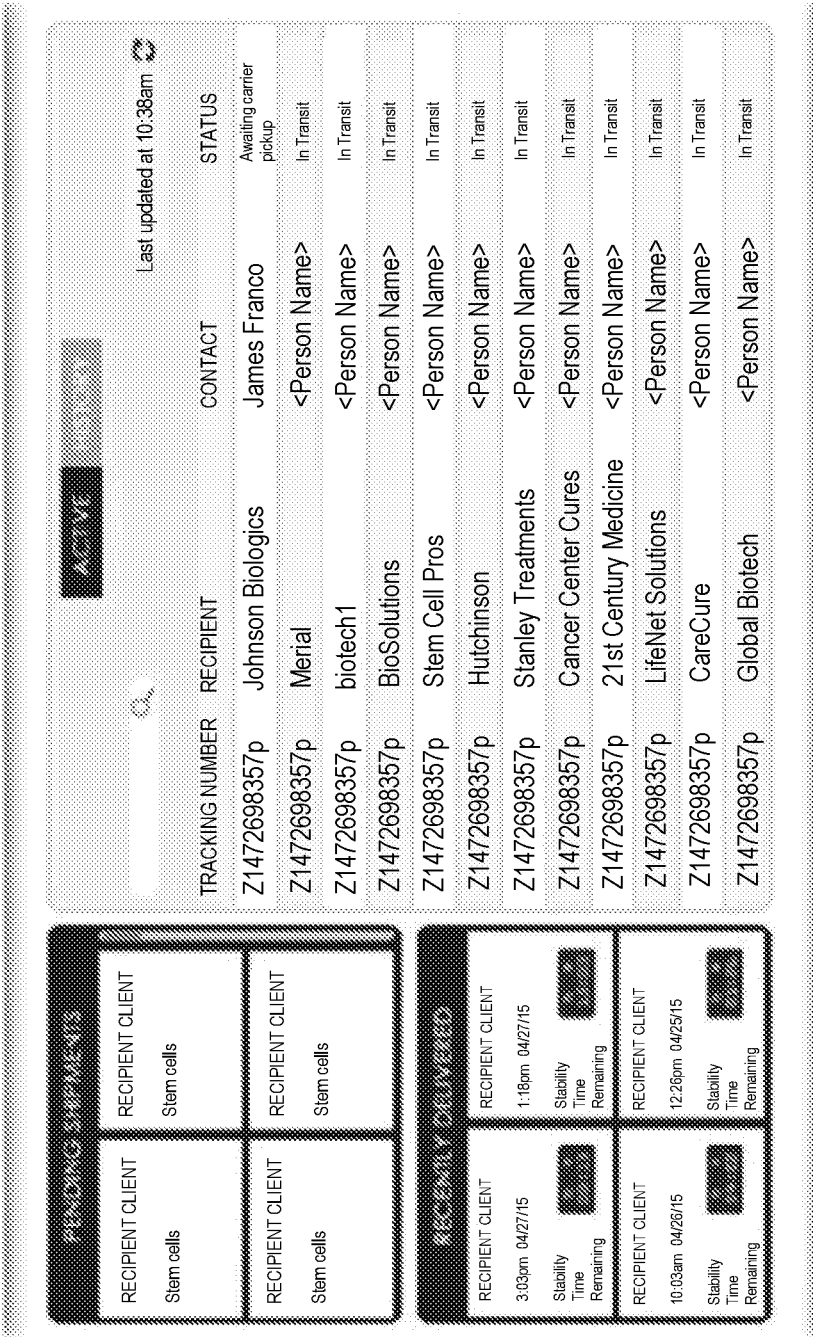 PENDING SHIPMENTS
RECIPIENT CLIENT
Stem cells
RECIPIENT CLIENT
Stem cells
RECIPIENT CLIENT
Stem cells
RECIPIENT CLIENT
Stem cells
RECENTLY DELIVERED
RECIPIENT CLIENT
3:03pm 04/27/15
Stability
Time
Remaining
RECIPIENT CLIENT
1:18pm 04/27/15
Stability
Time
Remaining
RECIPIENT CLIENT
10:03am 04/26/15
Stability
Time
Remaining
RECIPIENT CLIENT
12:26pm 04/25/15
Stability
Time
Remaining
ACTIVE
Last updated at 10:38am
TRACKING NUMBER RECIPIENT CONTACT STATUS
Z1472698357p Johnson Biologics James Franco Awaiting carrier
pickup
Z1472698357p Merial <Person Name> In Transit
Z1472698357p biotech1 <Person Name> In Transit
Z1472698357p BioSolutions <Person Name> In Transit
Z1472698357p Stem Cell Pros <Person Name> In Transit
Z1472698357p Hutchinson <Person Name> In Transit
Z1472698357p Stanley Treatments <Person Name> In Transit
Z1472698357p Cancer Center Cures <Person Name> In Transit
Z1472698357p 21st Century Medicine <Person Name> In Transit
Z1472698357p LifeNet Solutions <Person Name> In Transit
Z1472698357p CareCure <Person Name> In Transit
Z1472698357p Global Biotech <Person Name> In Transit